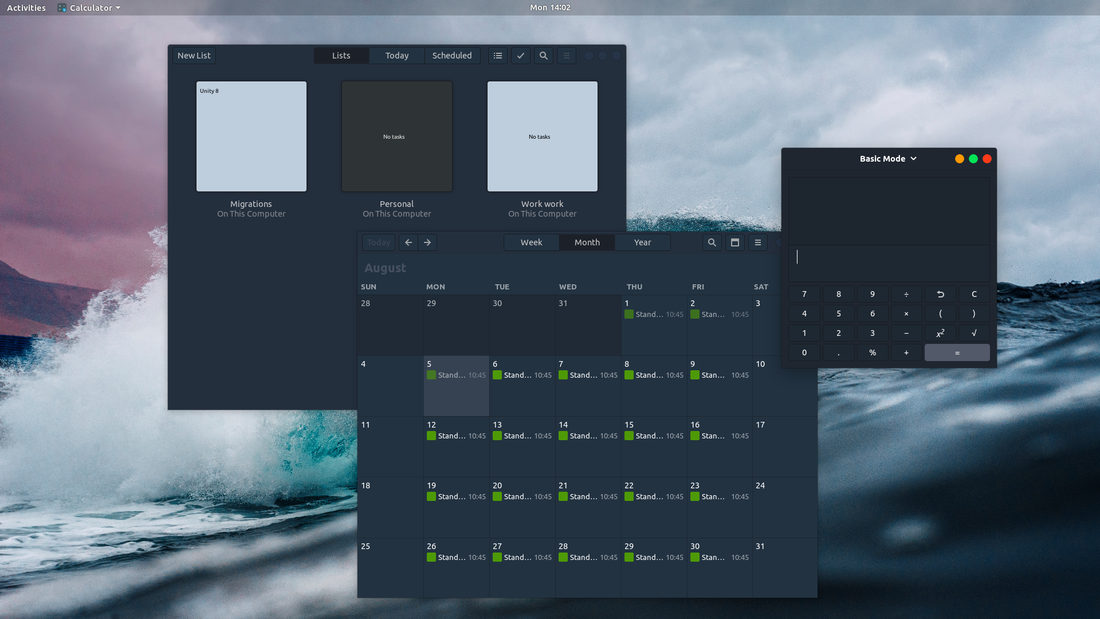 Activities Calculator Mon 14:02
New List Lists Today Scheduled
Unity 8
No tasks
No tasks
Migrations Personal Work work
On This Computer On This Computer On This Computer
Today Week Month Year
August
SUN MON TUE WED THU FRI SAT
28 29 30 31 1 2 3
Stand... 10:45 Stan... 10:45
4 5 6 7 8 9 10
Stand... 10:45 Stand... 10:45 Stand... 10:45 Stand... 10:45 Stan... 10:45
11 12 13 14 15 16 17
Stand... 10:45 Stand... 10:45 Stand... 10:45 Stand... 10:45 Stan... 10:45
18 19 20 21 22 23 24
Stand... 10:45 Stand... 10:45 Stand... 10:45 Stand... 10:45 Stan... 10:45
25 26 27 28 29 30 31
Stand... 10:45 Stand... 10:45 Stand... 10:45 Stand... 10:45 Stan... 10:45
Basic Mode
7 8 9 ÷ C
4 5 6 × ( )
1 2 3 − x² √
0 . % + =